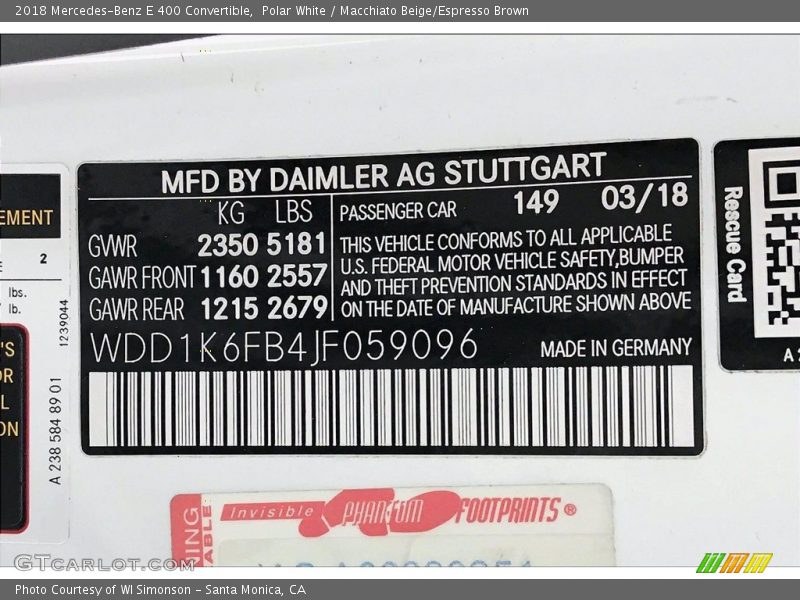 2018 Mercedes-Benz E 400 Convertible,  Polar White / Macchiato Beige/Espresso Brown
EMENT
2
lbs.
lb.
1239044
A 238 584 89 01
'S
OR
L
ON
MFD BY DAIMLER AG STUTTGART
KG LBS
GVWR 2350 5181
GAWR FRONT 1160 2557
GAWR REAR 1215 2679
PASSENGER CAR 149 03/18
THIS VEHICLE CONFORMS TO ALL APPLICABLE
U.S. FEDERAL MOTOR VEHICLE SAFETY,BUMPER
AND THEFT PREVENTION STANDARDS IN EFFECT
ON THE DATE OF MANUFACTURE SHOWN ABOVE
WDD1K6FB4JF059096
MADE IN GERMANY
Rescue Card
A 2
Invisible PHANTOM FOOTPRINTS®
GTCarLot.com
Photo Courtesy of WI Simonson - Santa Monica, CA